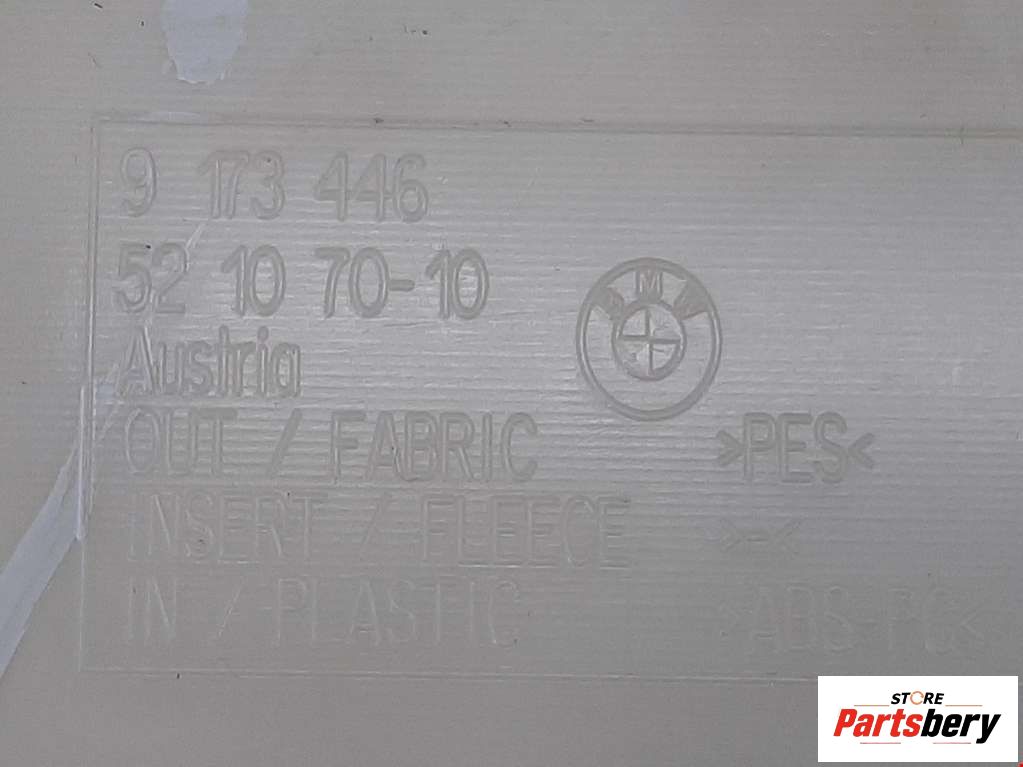 9 173 446
52 10 70-10
BMW
Austria
OUT / FABRIC >PES<
INSERT / FLEECE >-<
IN / PLASTIC >ABS-PC<
STORE
Partsbery